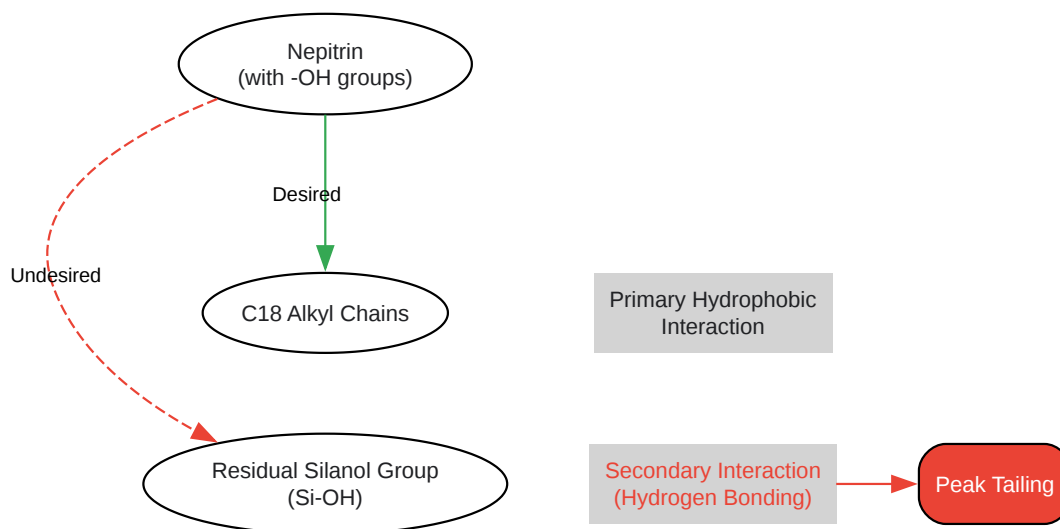 Nepitrin
(with -OH groups)
Desired
Undesired
C18 Alkyl Chains
Primary Hydrophobic
Interaction
Residual Silanol Group
(Si-OH)
Secondary Interaction
(Hydrogen Bonding)
Peak Tailing